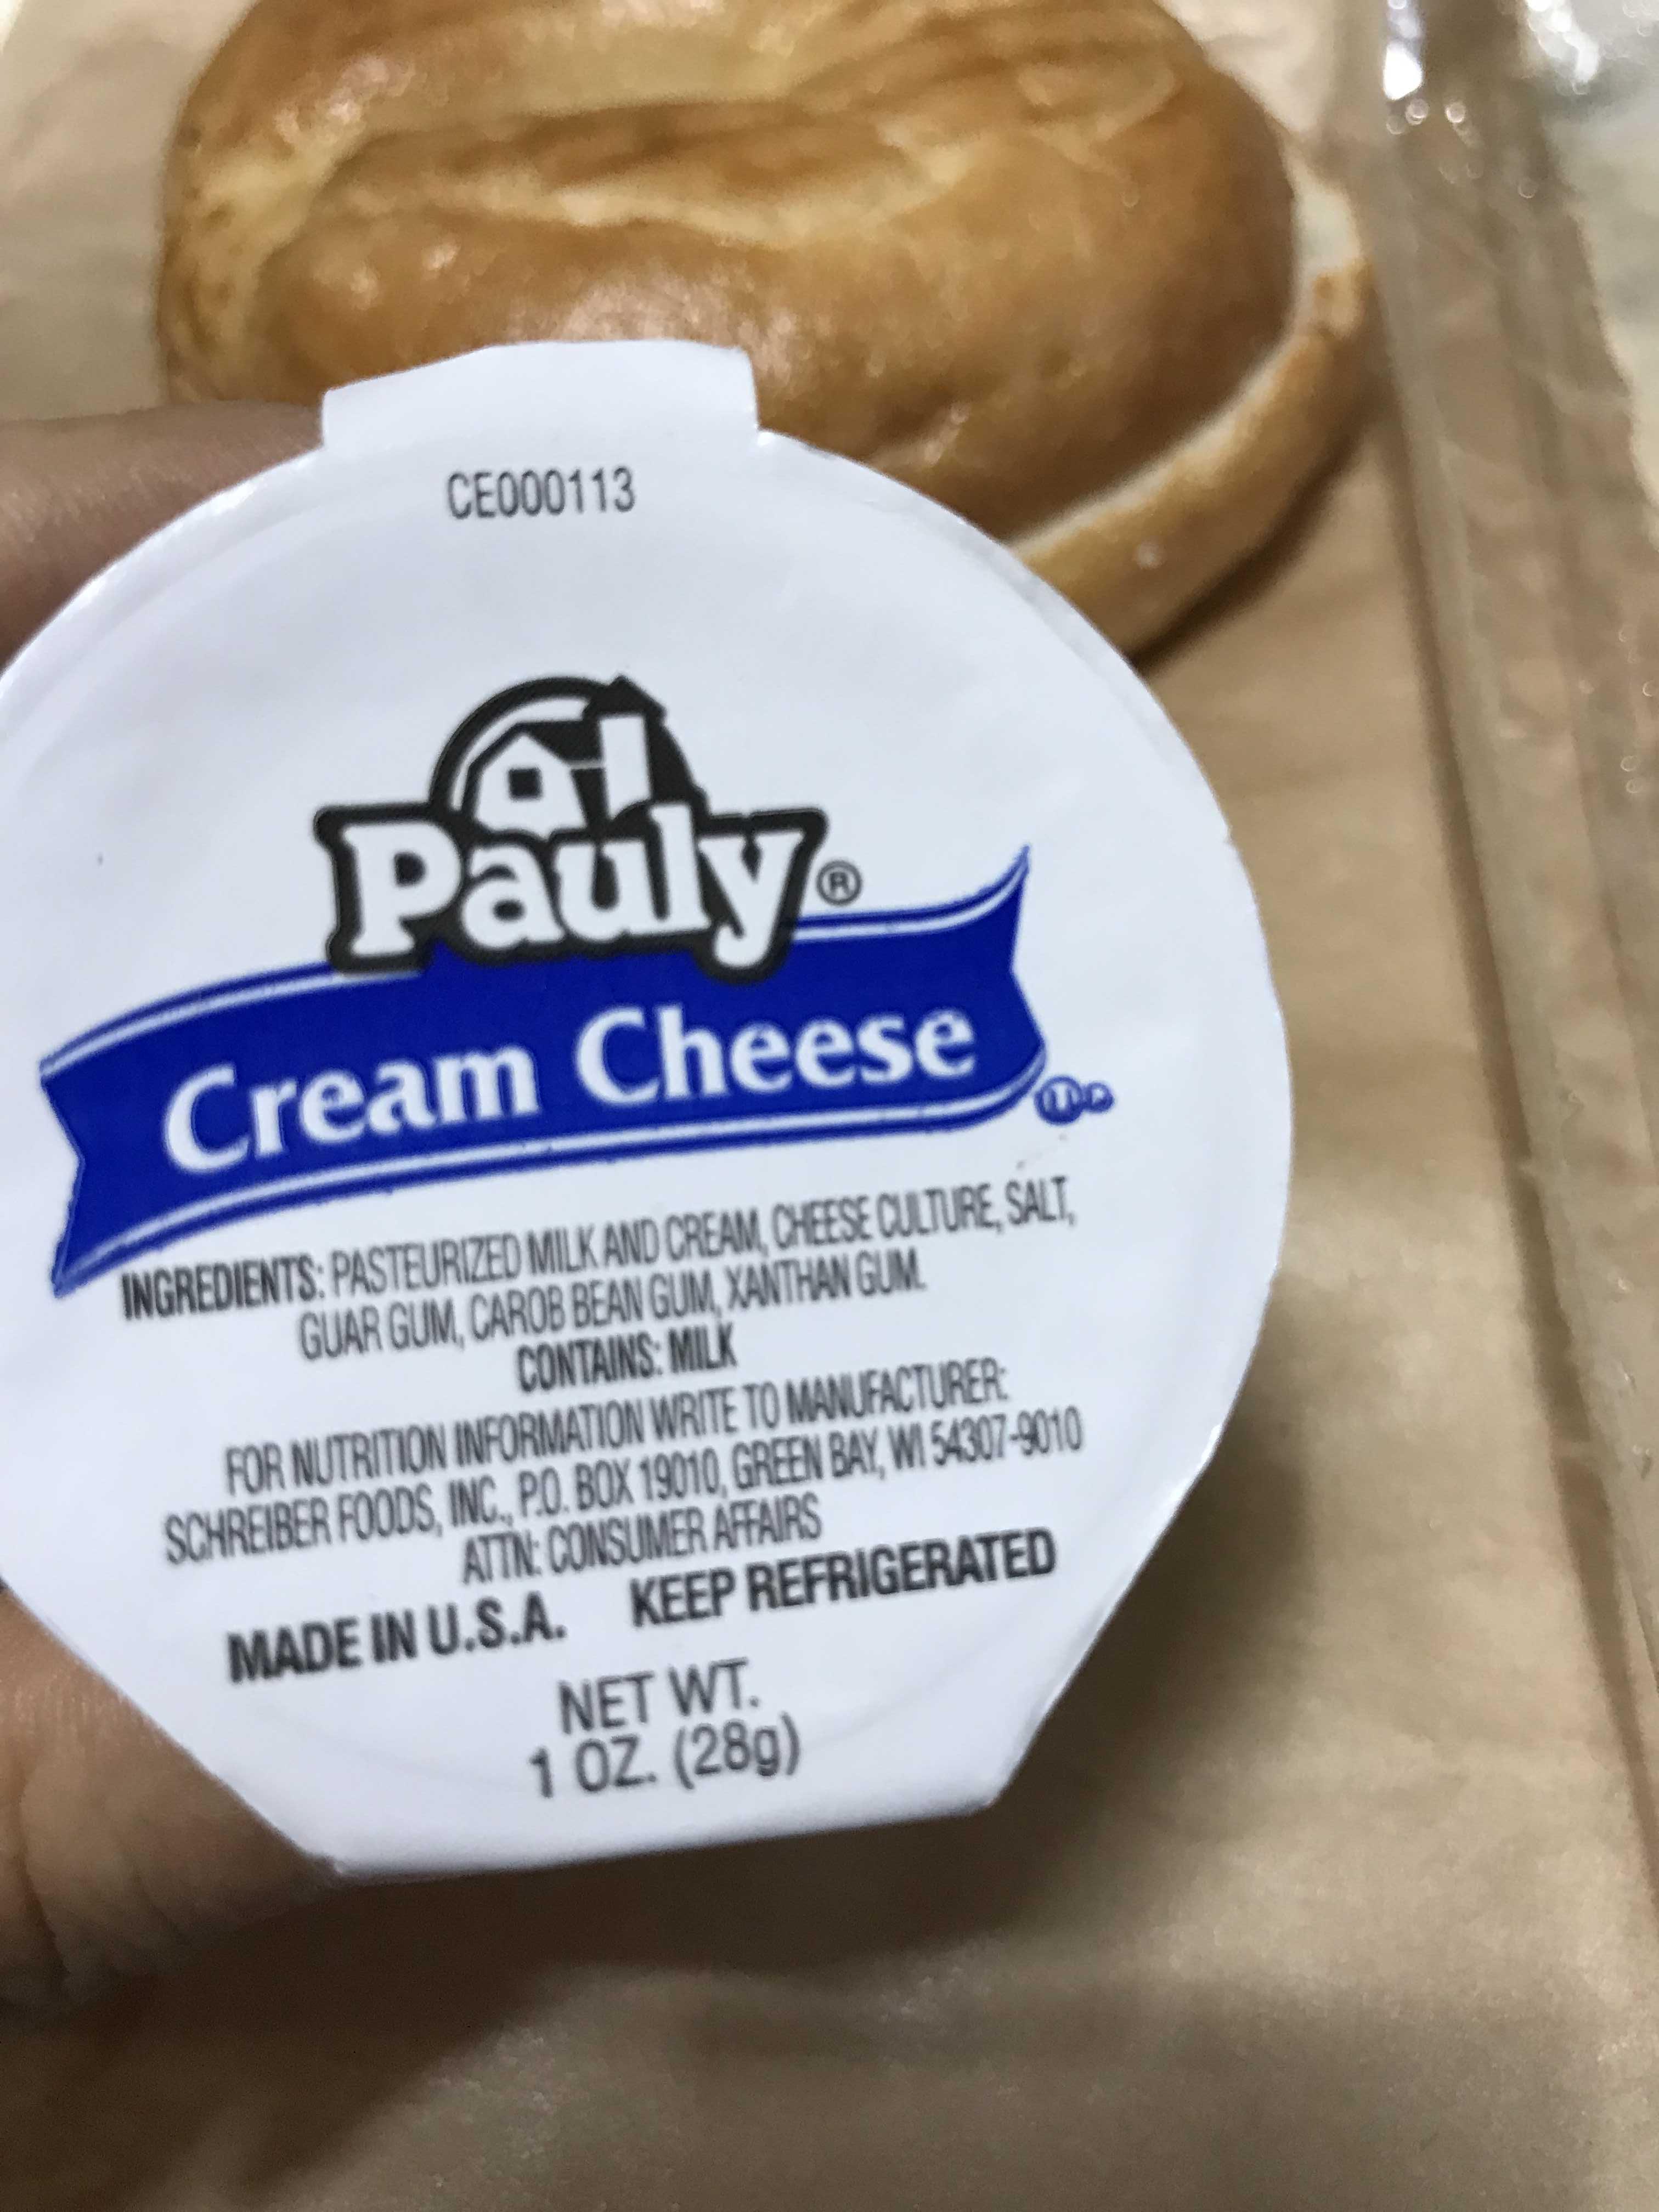 CE000113
Pauly®
Cream Cheese
INGREDIENTS: PASTEURIZED MILK AND CREAM, CHEESE CULTURE, SALT,
GUAR GUM, CAROB BEAN GUM, XANTHAN GUM.
CONTAINS: MILK
FOR NUTRITION INFORMATION WRITE TO MANUFACTURER:
SCHREIBER FOODS, INC., P.O. BOX 19010, GREEN BAY, WI 54307-9010
ATTN: CONSUMER AFFAIRS
MADE IN U.S.A. KEEP REFRIGERATED
NET WT.
1 OZ. (28g)